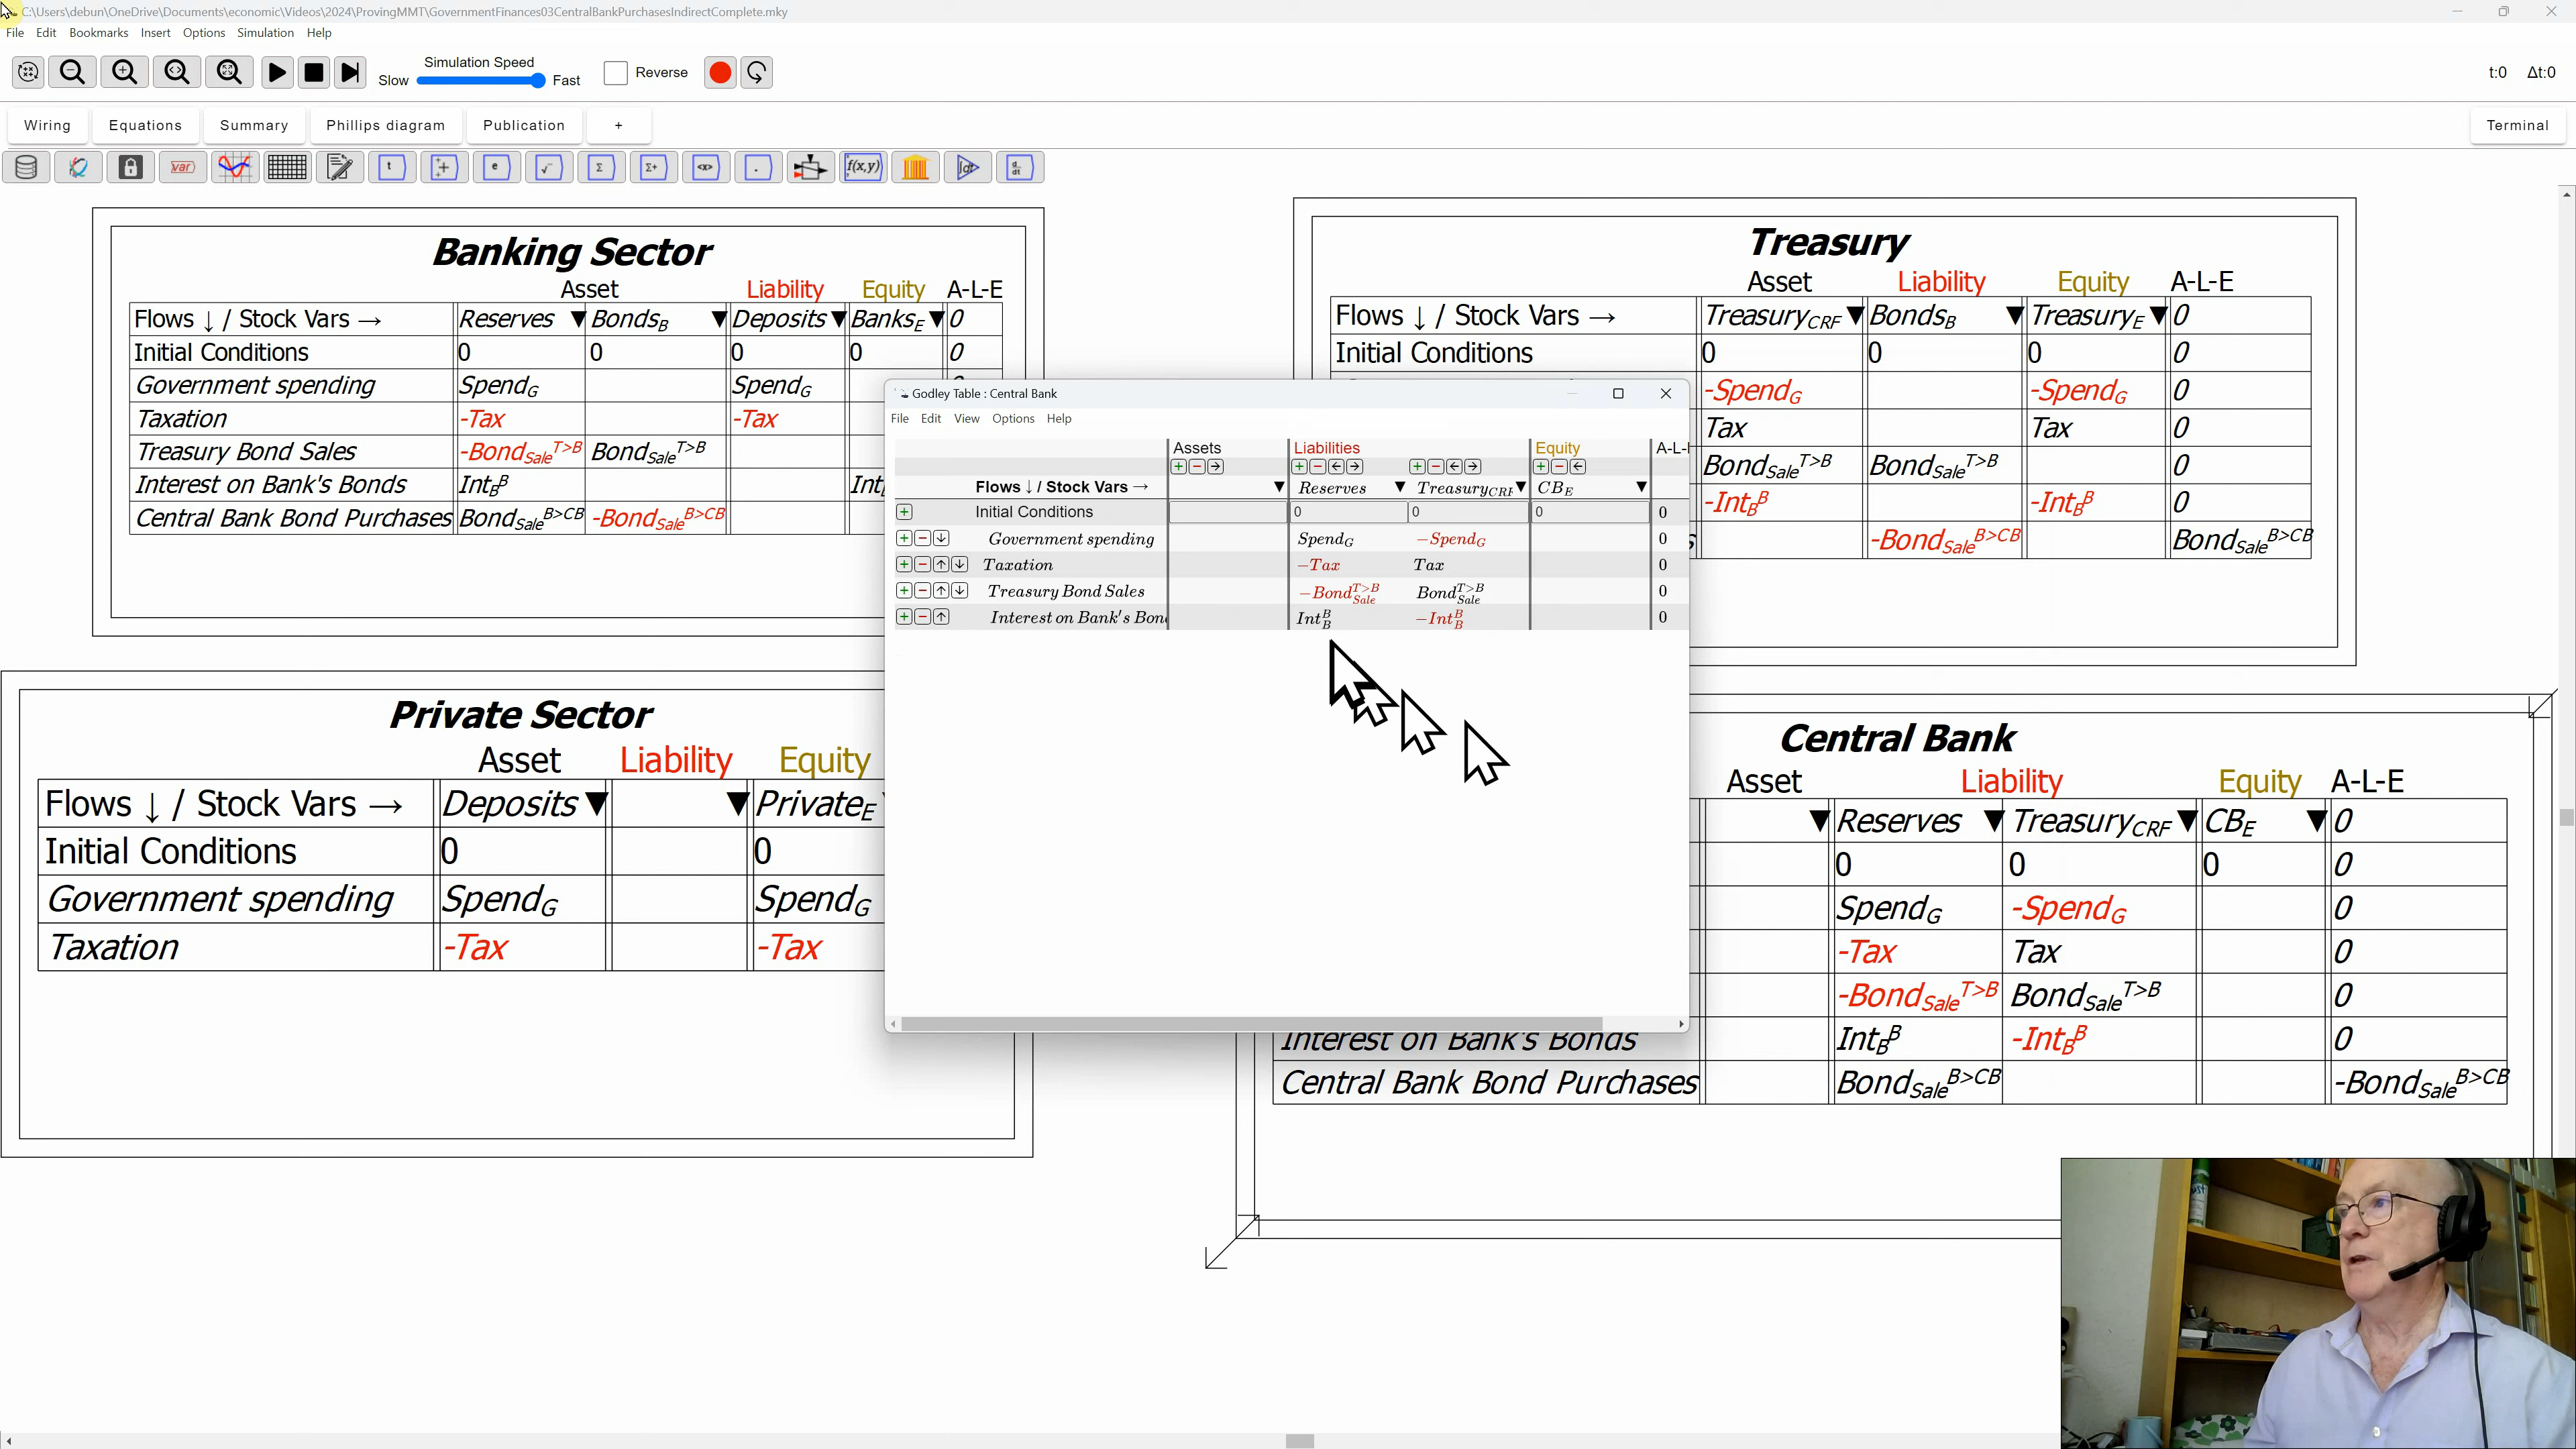 C:\Users\debun\OneDrive\Documents\economic\Videos\2024\ProvingMMT\GovernmentFinances03CentralBankPurchasesIndirectComplete.mky
File Edit Bookmarks Insert Options Simulation Help
Simulation Speed
Slow Fast Reverse t:0 Δt:0
Wiring Equations Summary Phillips diagram Publication + Terminal
var t e √ Σ Σ+ <x> . f(x,y) ∫dt d/dt
Banking Sector
Asset Liability Equity A-L-E
Flows ↓ / Stock Vars → Reserves ▼ Bonds_B ▼ Deposits ▼ Banks_E ▼ 0
Initial Conditions 0 0 0 0 0
Government spending Spend_G Spend_G
Taxation -Tax -Tax
Treasury Bond Sales -Bond_Sale^T>B Bond_Sale^T>B
Interest on Bank's Bonds Int_B^B
Central Bank Bond Purchases Bond_Sale^B>CB -Bond_Sale^B>CB
Treasury
Asset Liability Equity A-L-E
Flows ↓ / Stock Vars → Treasury_CRF ▼ Bonds_B ▼ Treasury_E ▼ 0
Initial Conditions 0 0 0 0
-Spend_G -Spend_G 0
Tax Tax 0
Bond_Sale^T>B Bond_Sale^T>B 0
-Int_B^B -Int_B^B 0
-Bond_Sale^B>CB Bond_Sale^B>CB
Godley Table : Central Bank
File Edit View Options Help
Assets Liabilities Equity A-L-
Flows ↓ / Stock Vars → ▼ Reserves ▼ Treasury_CRF ▼ CB_E ▼
Initial Conditions 0 0 0 0
Government spending Spend_G −Spend_G 0
Taxation −Tax Tax 0
Treasury Bond Sales −Bond_Sale^T>B Bond_Sale^T>B 0
Interest on Bank's Bon Int_B^B −Int_B^B 0
Private Sector
Asset Liability Equity
Flows ↓ / Stock Vars → Deposits ▼ ▼ Private_E
Initial Conditions 0 0
Government spending Spend_G Spend_G
Taxation -Tax -Tax
Central Bank
Asset Liability Equity A-L-E
▼ Reserves ▼ Treasury_CRF ▼ CB_E ▼ 0
0 0 0 0
Spend_G -Spend_G 0
-Tax Tax 0
-Bond_Sale^T>B Bond_Sale^T>B 0
Interest on Bank's Bonds Int_B^B -Int_B^B 0
Central Bank Bond Purchases Bond_Sale^B>CB -Bond_Sale^B>CB